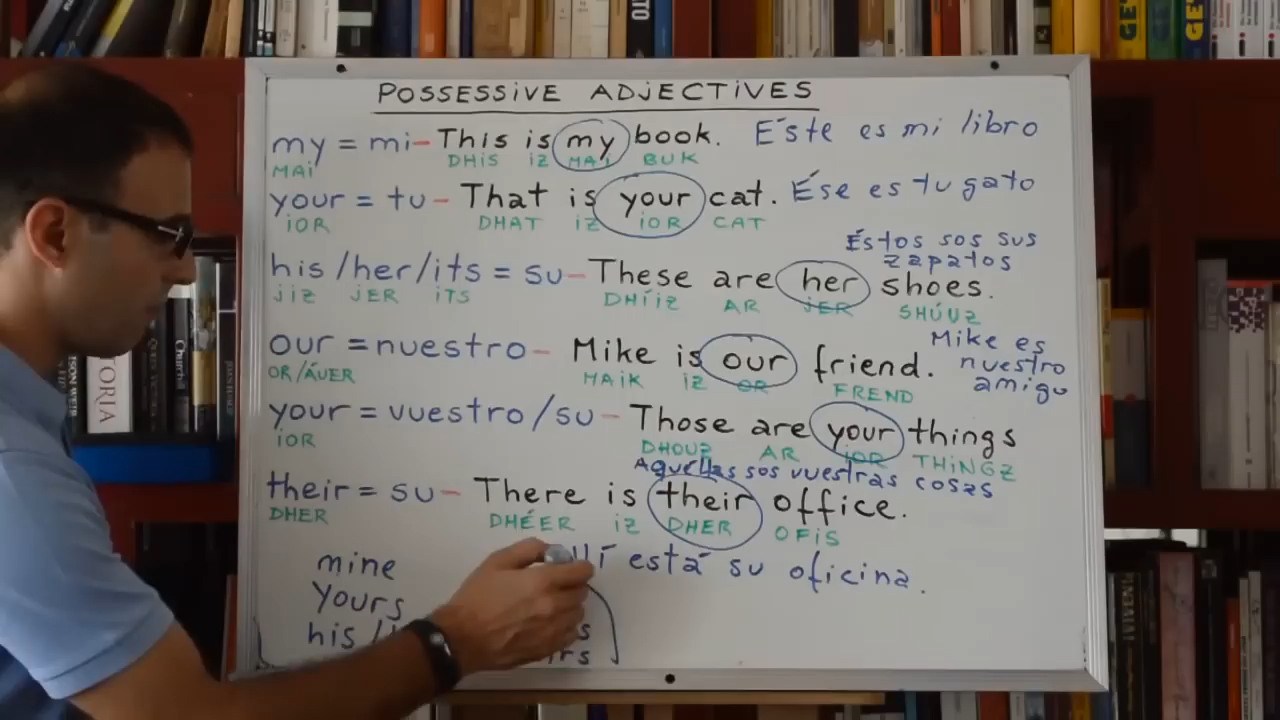 POSSESSIVE ADJECTIVES
my = mi- This is my book. Éste es mi libro
MAI DHIS IZ MAI BUK
your = tu- That is your cat. Ése es tu gato
IOR DHAT IZ IOR CAT
Éstos sos sus
zapatos
his/her/its = su- These are her shoes.
JIZ JER ITS DHÍIZ AR JER SHÚUZ
our = nuestro- Mike is our friend.
OR/ÁUER MAIK IZ OR FREND
Mike es
nuestro
amigo
your = vuestro/su- Those are your things
IOR DHOUZ AR IOR THINGZ
Aquellas sos vuestras cosas
their = su- There is their office.
DHER DHÉER IZ DHER OFIS
está su oficina.
mine
Yours
his
Churchill